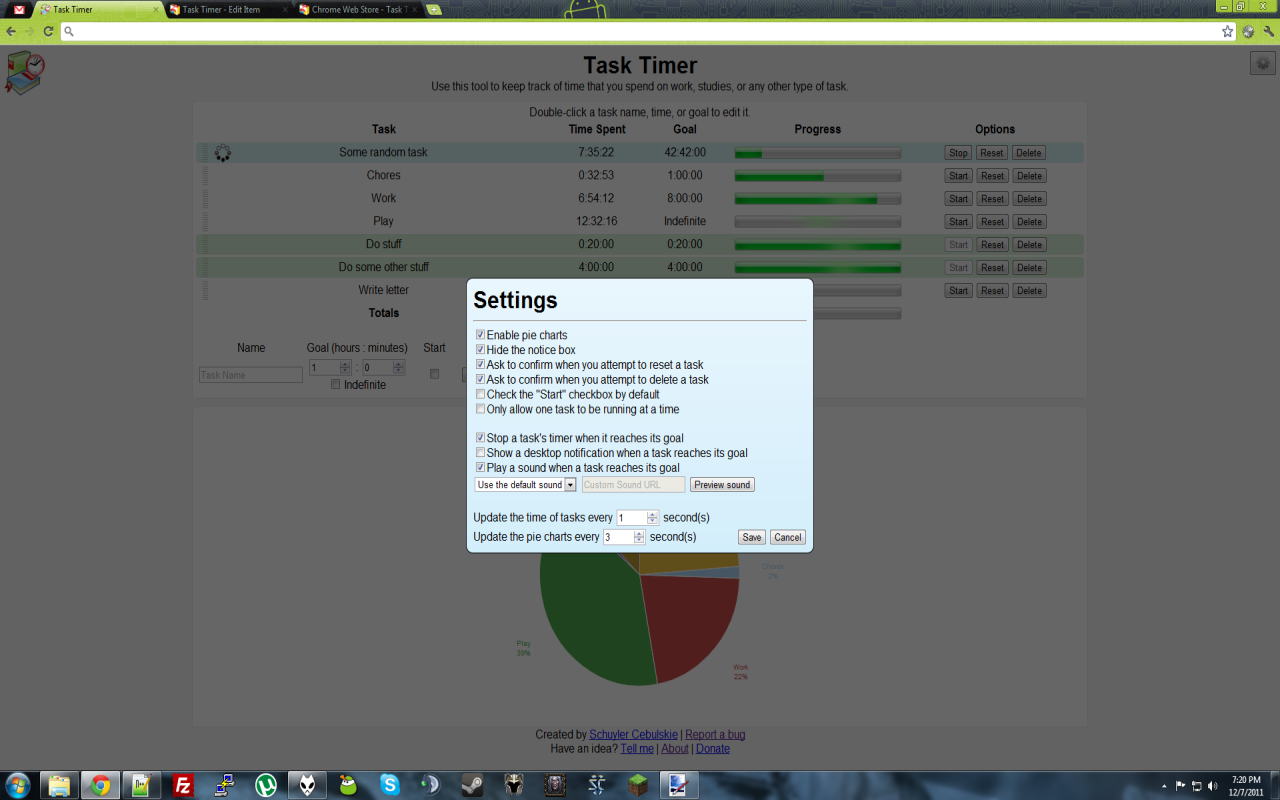 Task Timer
Task Timer - Edit Item
Chrome Web Store - Task T
Task Timer
Use this tool to keep track of time that you spend on work, studies, or any other type of task.
Double-click a task name, time, or goal to edit it.
Task Time Spent Goal Progress Options
Some random task 7:35:22 42:42:00 Stop Reset Delete
Chores 0:32:53 1:00:00 Start Reset Delete
Work 6:54:12 8:00:00 Start Reset Delete
Play 12:32:16 Indefinite Start Reset Delete
Do stuff 0:20:00 0:20:00 Start Reset Delete
Do some other stuff 4:00:00 4:00:00 Start Reset Delete
Write letter Start Reset Delete
Totals
Name Goal (hours : minutes) Start
Task Name 1 : 0
Indefinite
Settings
Enable pie charts
Hide the notice box
Ask to confirm when you attempt to reset a task
Ask to confirm when you attempt to delete a task
Check the "Start" checkbox by default
Only allow one task to be running at a time
Stop a task's timer when it reaches its goal
Show a desktop notification when a task reaches its goal
Play a sound when a task reaches its goal
Use the default sound Custom Sound URL Preview sound
Update the time of tasks every 1 second(s)
Update the pie charts every 3 second(s) Save Cancel
Chores
2%
Play
39%
Work
22%
Created by Schuyler Cebulskie | Report a bug
Have an idea? Tell me | About | Donate
7:20 PM
12/7/2011